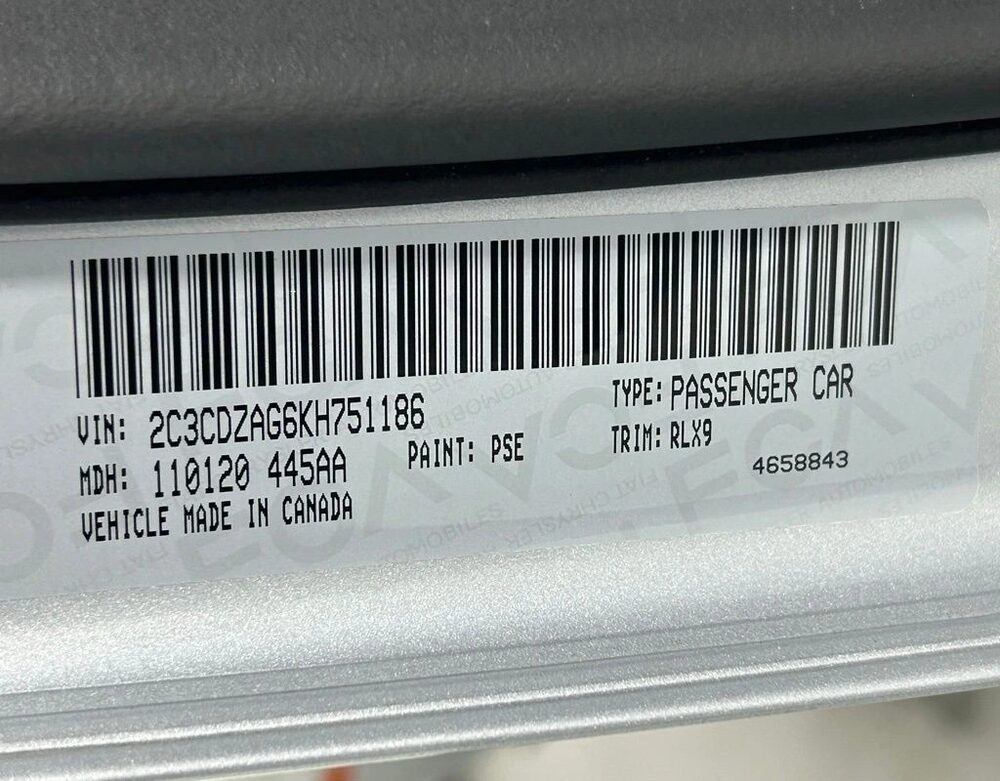 VIN: 2C3CDZAG6KH751186
TYPE: PASSENGER CAR
MDH: 110120 445AA
PAINT: PSE
TRIM: RLX9
4658843
VEHICLE MADE IN CANADA